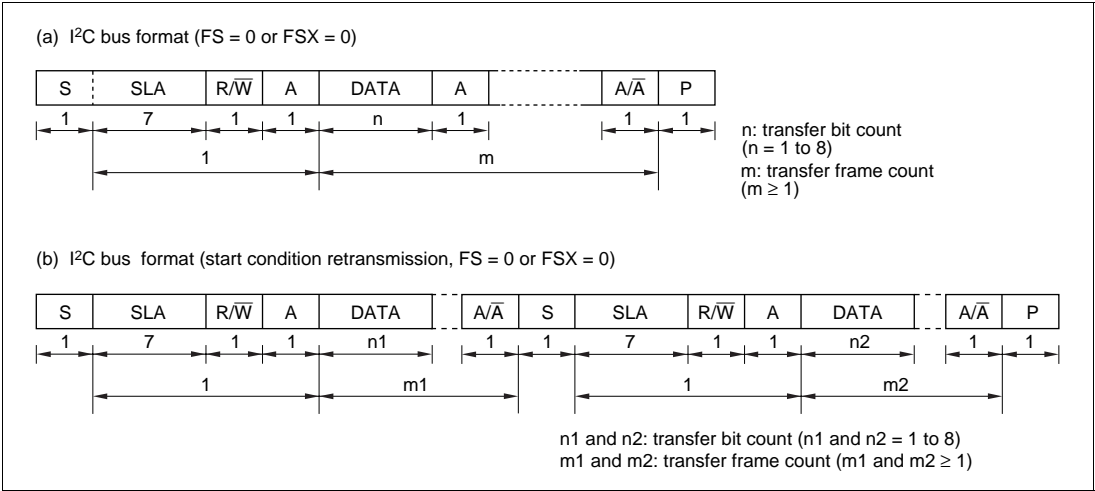 (a) I²C bus format (FS = 0 or FSX = 0)
S SLA R/W̅ A DATA A A/A̅ P
1 7 1 1 n 1 1 1
1 m
n: transfer bit count
(n = 1 to 8)
m: transfer frame count
(m ≥ 1)
(b) I²C bus format (start condition retransmission, FS = 0 or FSX = 0)
S SLA R/W̅ A DATA A/A̅ S SLA R/W̅ A DATA A/A̅ P
1 7 1 1 n1 1 1 7 1 1 n2 1 1
1 m1 1 m2
n1 and n2: transfer bit count (n1 and n2 = 1 to 8)
m1 and m2: transfer frame count (m1 and m2 ≥ 1)